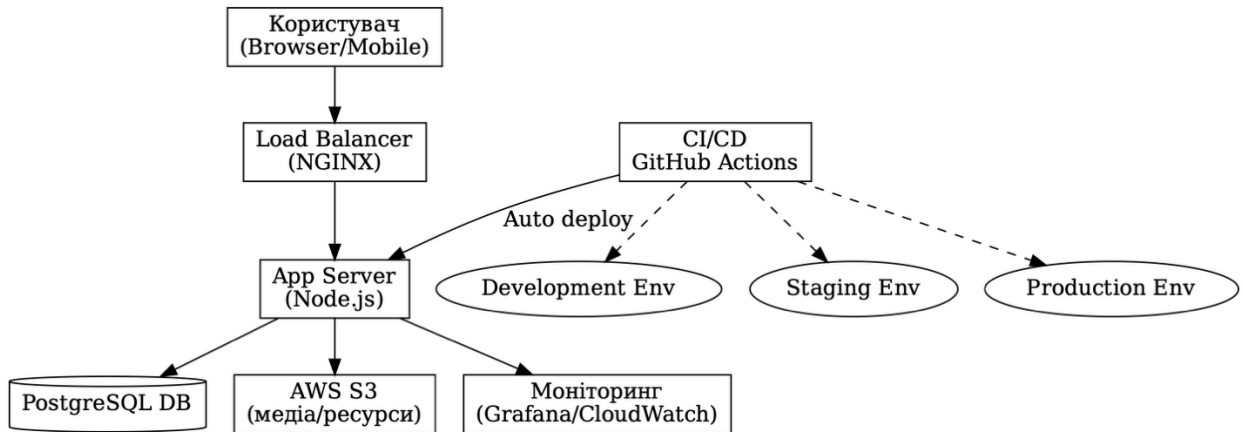 Користувач
(Browser/Mobile)
Load Balancer
(NGINX)
CI/CD
GitHub Actions
Auto deploy
App Server
(Node.js)
Development Env
Staging Env
Production Env
PostgreSQL DB
AWS S3
(медіа/ресурси)
Моніторинг
(Grafana/CloudWatch)